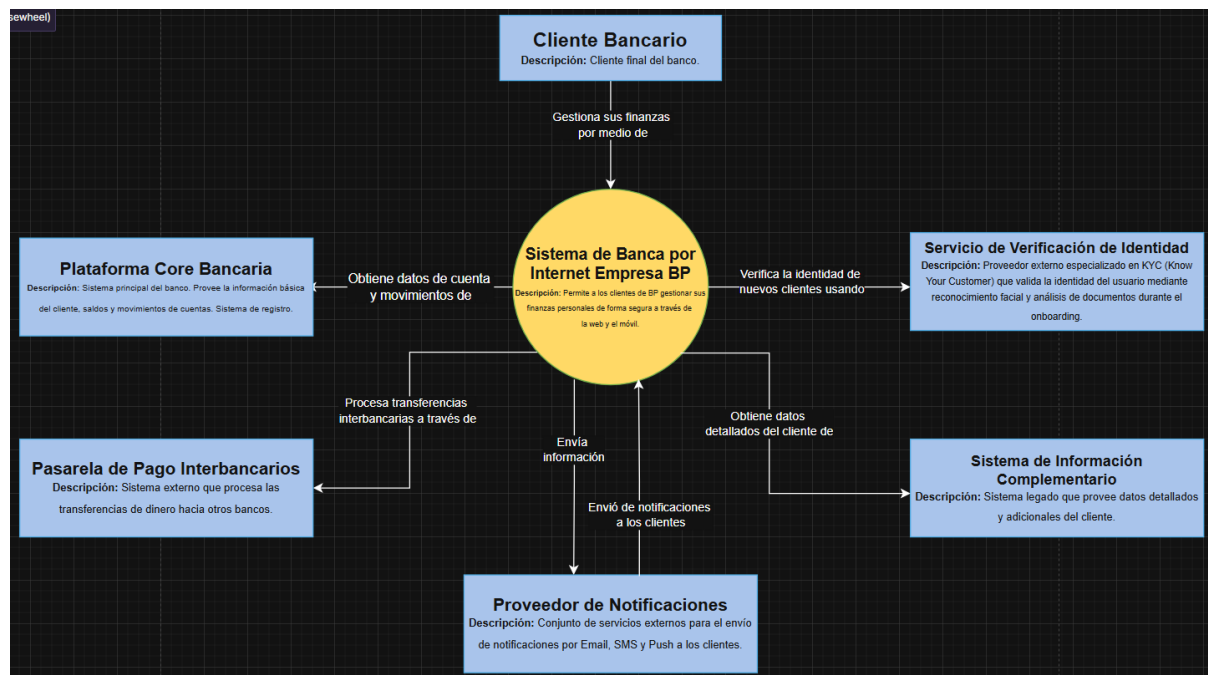 sewheel)
Cliente Bancario
Descripción: Cliente final del banco.
Gestiona sus finanzas
por medio de
Sistema de Banca por
Internet Empresa BP
Descripción: Permite a los clientes de BP gestionar sus
finanzas personales de forma segura a través de
la web y el móvil.
Plataforma Core Bancaria
Descripción: Sistema principal del banco. Provee la información básica
del cliente, saldos y movimientos de cuentas. Sistema de registro.
Obtiene datos de cuenta
y movimientos de
Verifica la identidad de
nuevos clientes usando
Servicio de Verificación de Identidad
Descripción: Proveedor externo especializado en KYC (Know
Your Customer) que valida la identidad del usuario mediante
reconocimiento facial y análisis de documentos durante el
onboarding.
Procesa transferencias
interbancarias a través de
Pasarela de Pago Interbancarios
Descripción: Sistema externo que procesa las
transferencias de dinero hacia otros bancos.
Envía
información
Envió de notificaciones
a los clientes
Obtiene datos
detallados del cliente de
Sistema de Información
Complementario
Descripción: Sistema legado que provee datos detallados
y adicionales del cliente.
Proveedor de Notificaciones
Descripción: Conjunto de servicios externos para el envío
de notificaciones por Email, SMS y Push a los clientes.